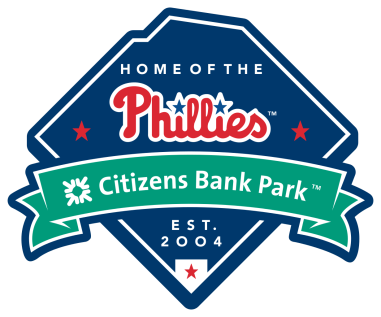 HOME OF THE
Phillies™
Citizens Bank Park™
EST.
2004